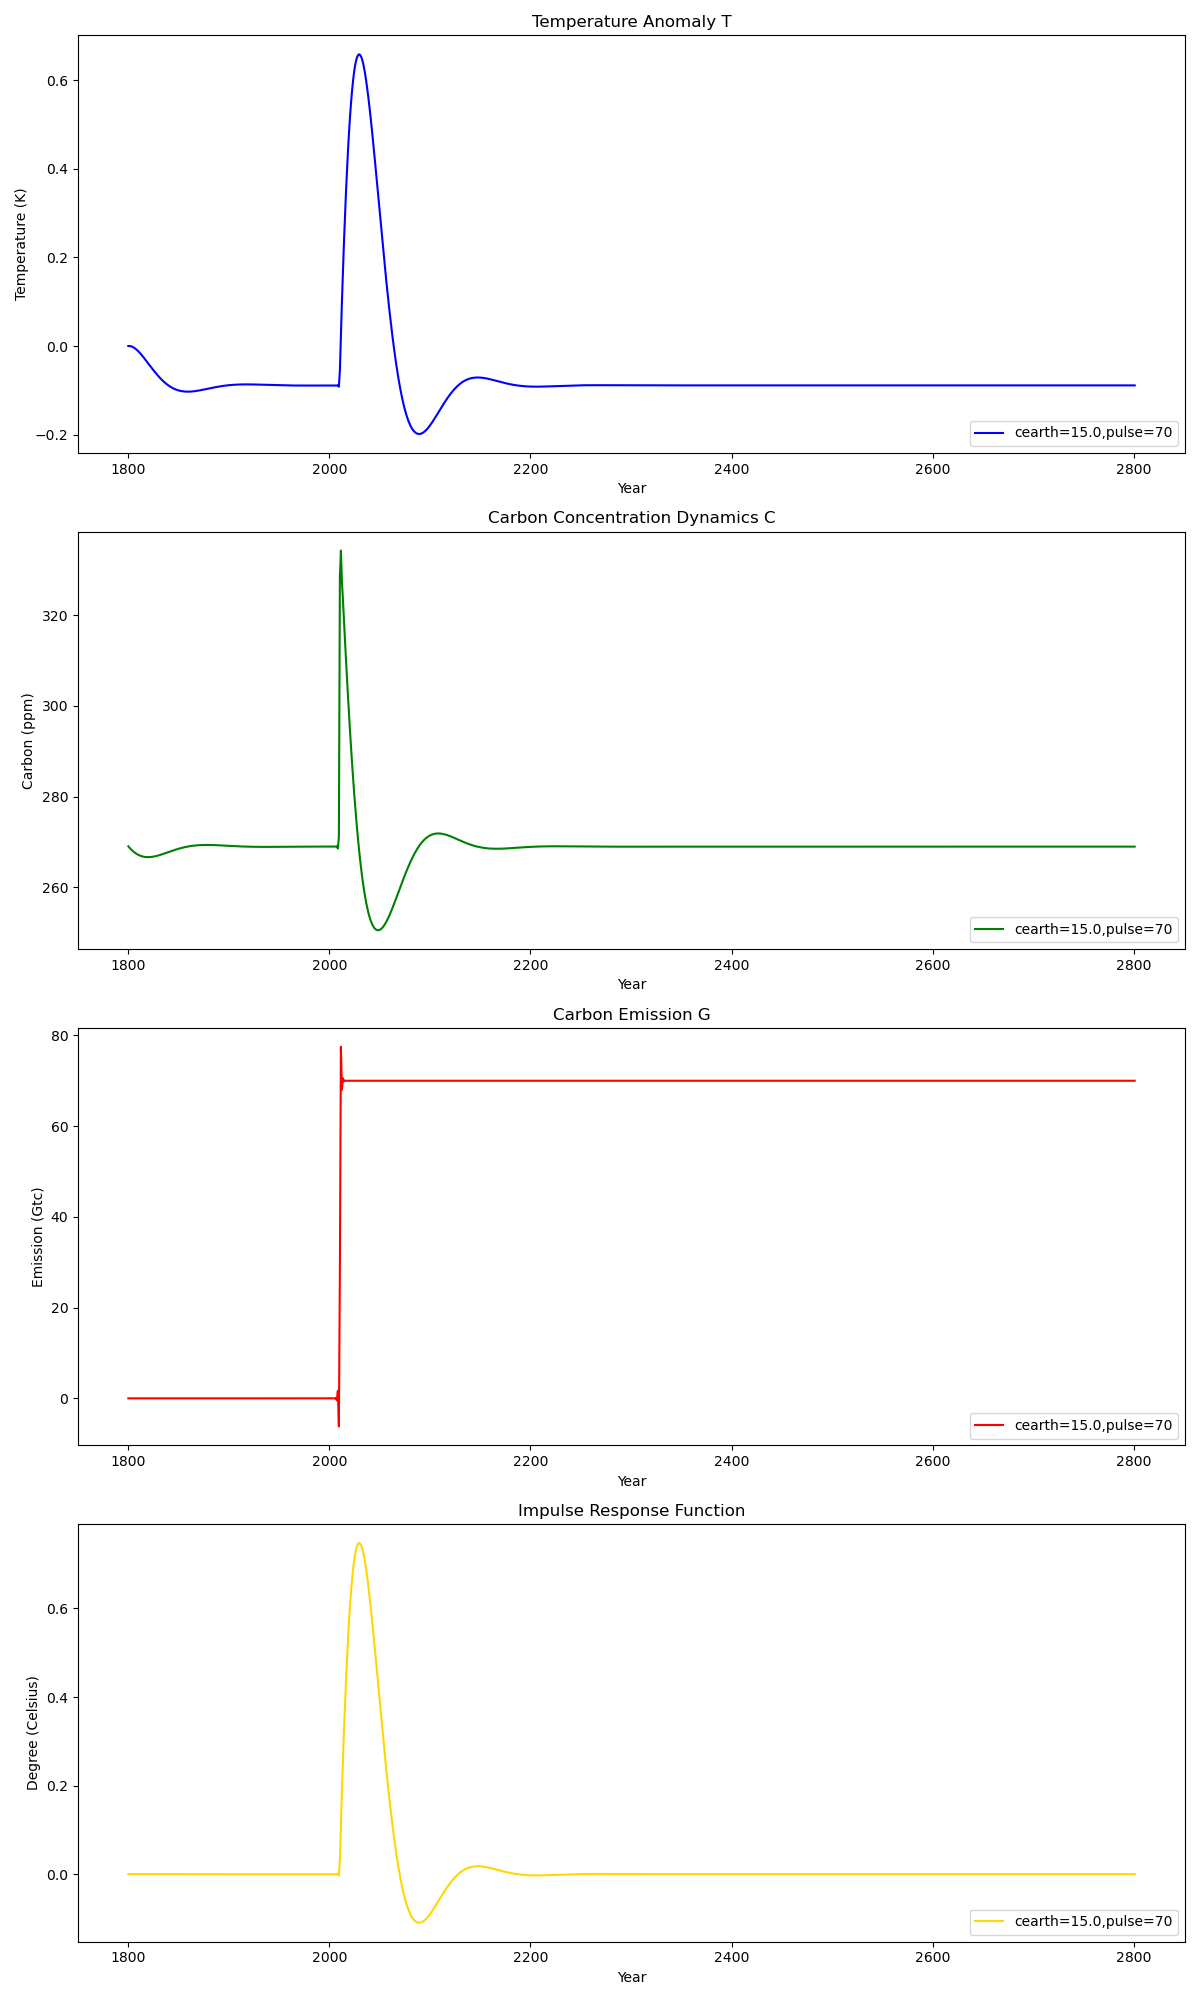 Temperature Anomaly T
0.6
0.4
0.2
0.0
−0.2
Temperature (K)
cearth=15.0,pulse=70
1800 2000 2200 2400 2600 2800
Year
Carbon Concentration Dynamics C
320
300
280
260
Carbon (ppm)
cearth=15.0,pulse=70
1800 2000 2200 2400 2600 2800
Year
Carbon Emission G
80
60
40
20
0
Emission (Gtc)
cearth=15.0,pulse=70
1800 2000 2200 2400 2600 2800
Year
Impulse Response Function
0.6
0.4
0.2
0.0
Degree (Celsius)
cearth=15.0,pulse=70
1800 2000 2200 2400 2600 2800
Year